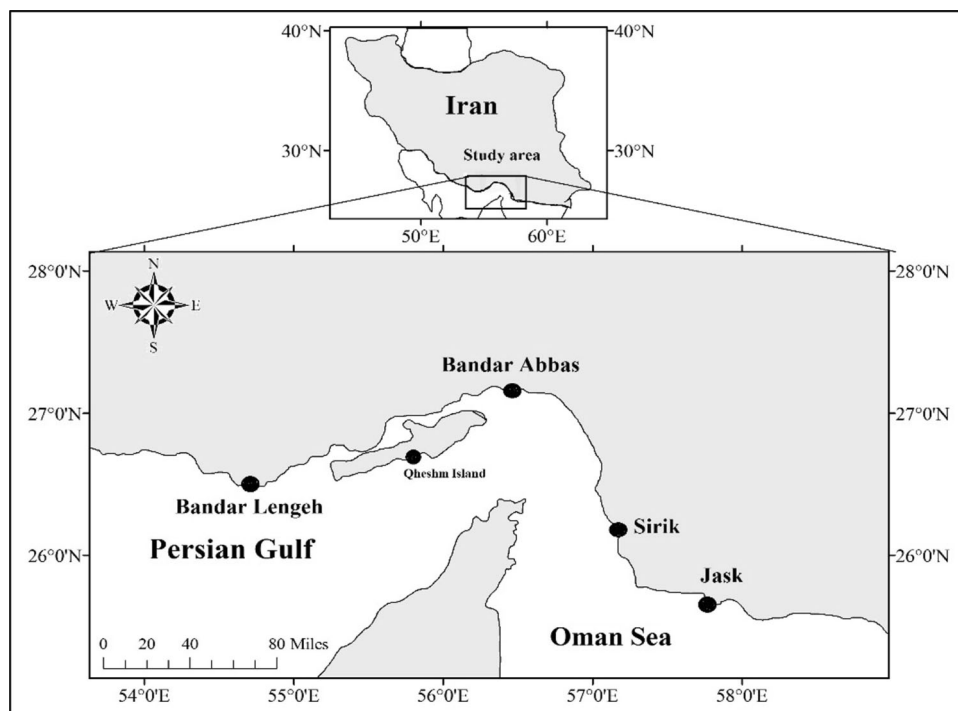 40°N
40°N
Iran
30°N
30°N
Study area
50°E
60°E
28°0'N
28°0'N
N
W
E
S
Bandar Abbas
27°0'N
27°0'N
Qheshm Island
Bandar Lengeh
Sirik
Persian Gulf
26°0'N
26°0'N
Jask
Oman Sea
0 20 40 80 Miles
54°0'E
55°0'E
56°0'E
57°0'E
58°0'E